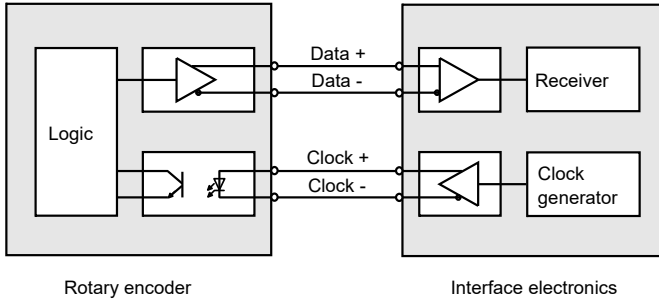 Data +
Data -
Receiver
Logic
Clock +
Clock -
Clock
generator
Rotary encoder
Interface electronics